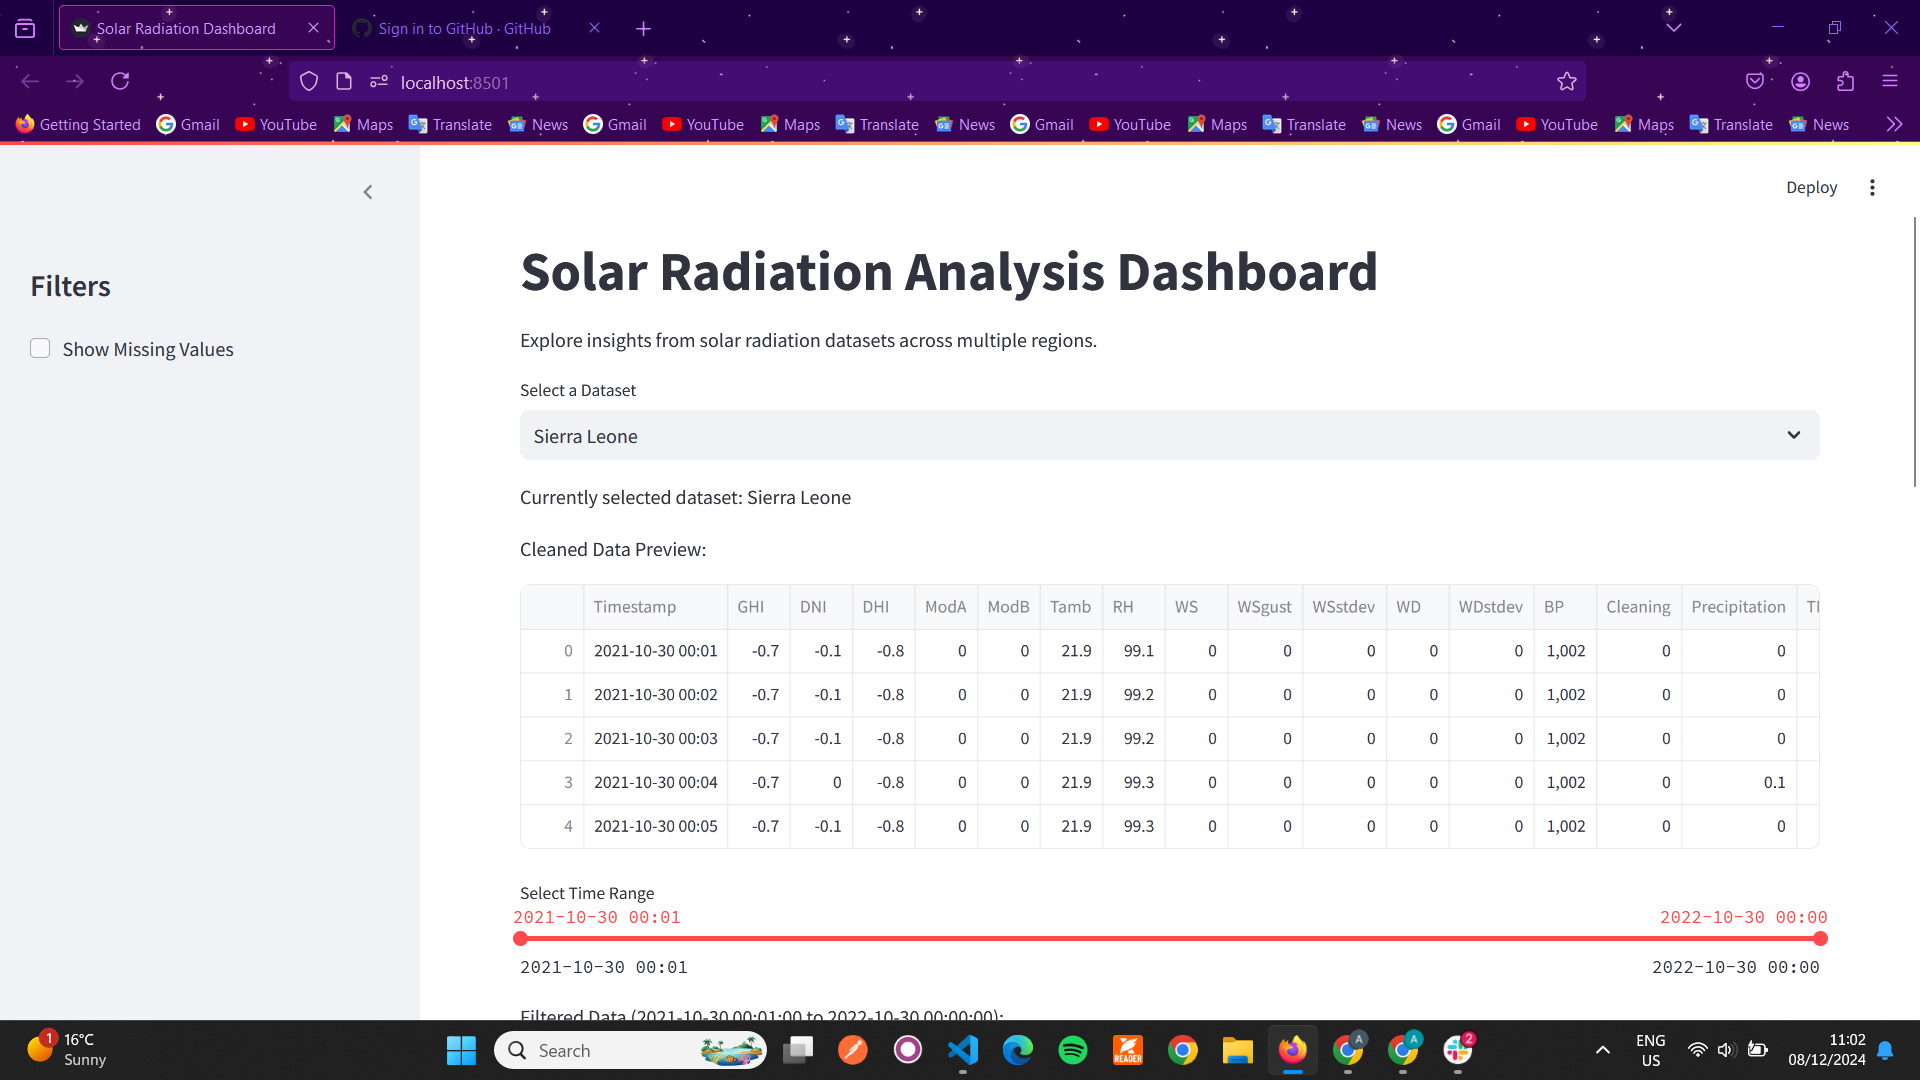 Solar Radiation Dashboard
Sign in to GitHub · GitHub
localhost:8501
Getting Started Gmail YouTube Maps Translate News Gmail YouTube Maps Translate News Gmail YouTube Maps Translate News Gmail YouTube Maps Translate News
Deploy
Filters
Show Missing Values
Solar Radiation Analysis Dashboard
Explore insights from solar radiation datasets across multiple regions.
Select a Dataset
Sierra Leone
Currently selected dataset: Sierra Leone
Cleaned Data Preview:
Timestamp GHI DNI DHI ModA ModB Tamb RH WS WSgust WSstdev WD WDstdev BP Cleaning Precipitation
0 2021-10-30 00:01 -0.7 -0.1 -0.8 0 0 21.9 99.1 0 0 0 0 0 1,002 0 0
1 2021-10-30 00:02 -0.7 -0.1 -0.8 0 0 21.9 99.2 0 0 0 0 0 1,002 0 0
2 2021-10-30 00:03 -0.7 -0.1 -0.8 0 0 21.9 99.2 0 0 0 0 0 1,002 0 0
3 2021-10-30 00:04 -0.7 0 -0.8 0 0 21.9 99.3 0 0 0 0 0 1,002 0 0.1
4 2021-10-30 00:05 -0.7 -0.1 -0.8 0 0 21.9 99.3 0 0 0 0 0 1,002 0 0
Select Time Range
2021-10-30 00:01 2022-10-30 00:00
2021-10-30 00:01 2022-10-30 00:00
Filtered Data (2021-10-30 00:01:00 to 2022-10-30 00:00:00):
1
16°C
Sunny
Search
READER
A
A
2
ENG
US
11:02
08/12/2024